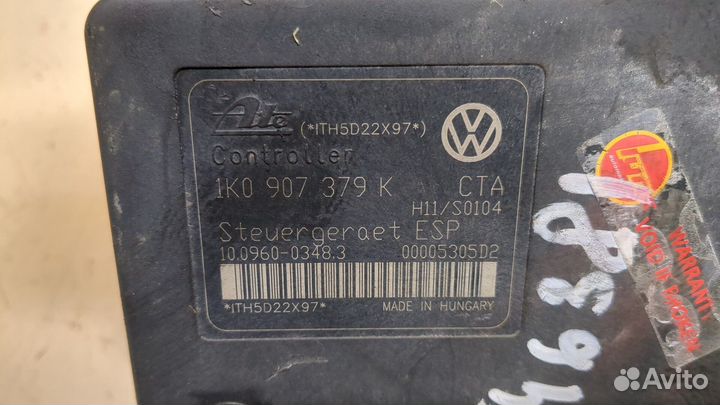 Ate (*ITH5D22X97*)
Controller
1K0 907 379 K CTA
H11/S0104
Steuergeraet ESP
10.0960-0348.3 00005305D2
*ITH5D22X97*
MADE IN HUNGARY
WARRANTY
VOID IF BROKEN
Avito